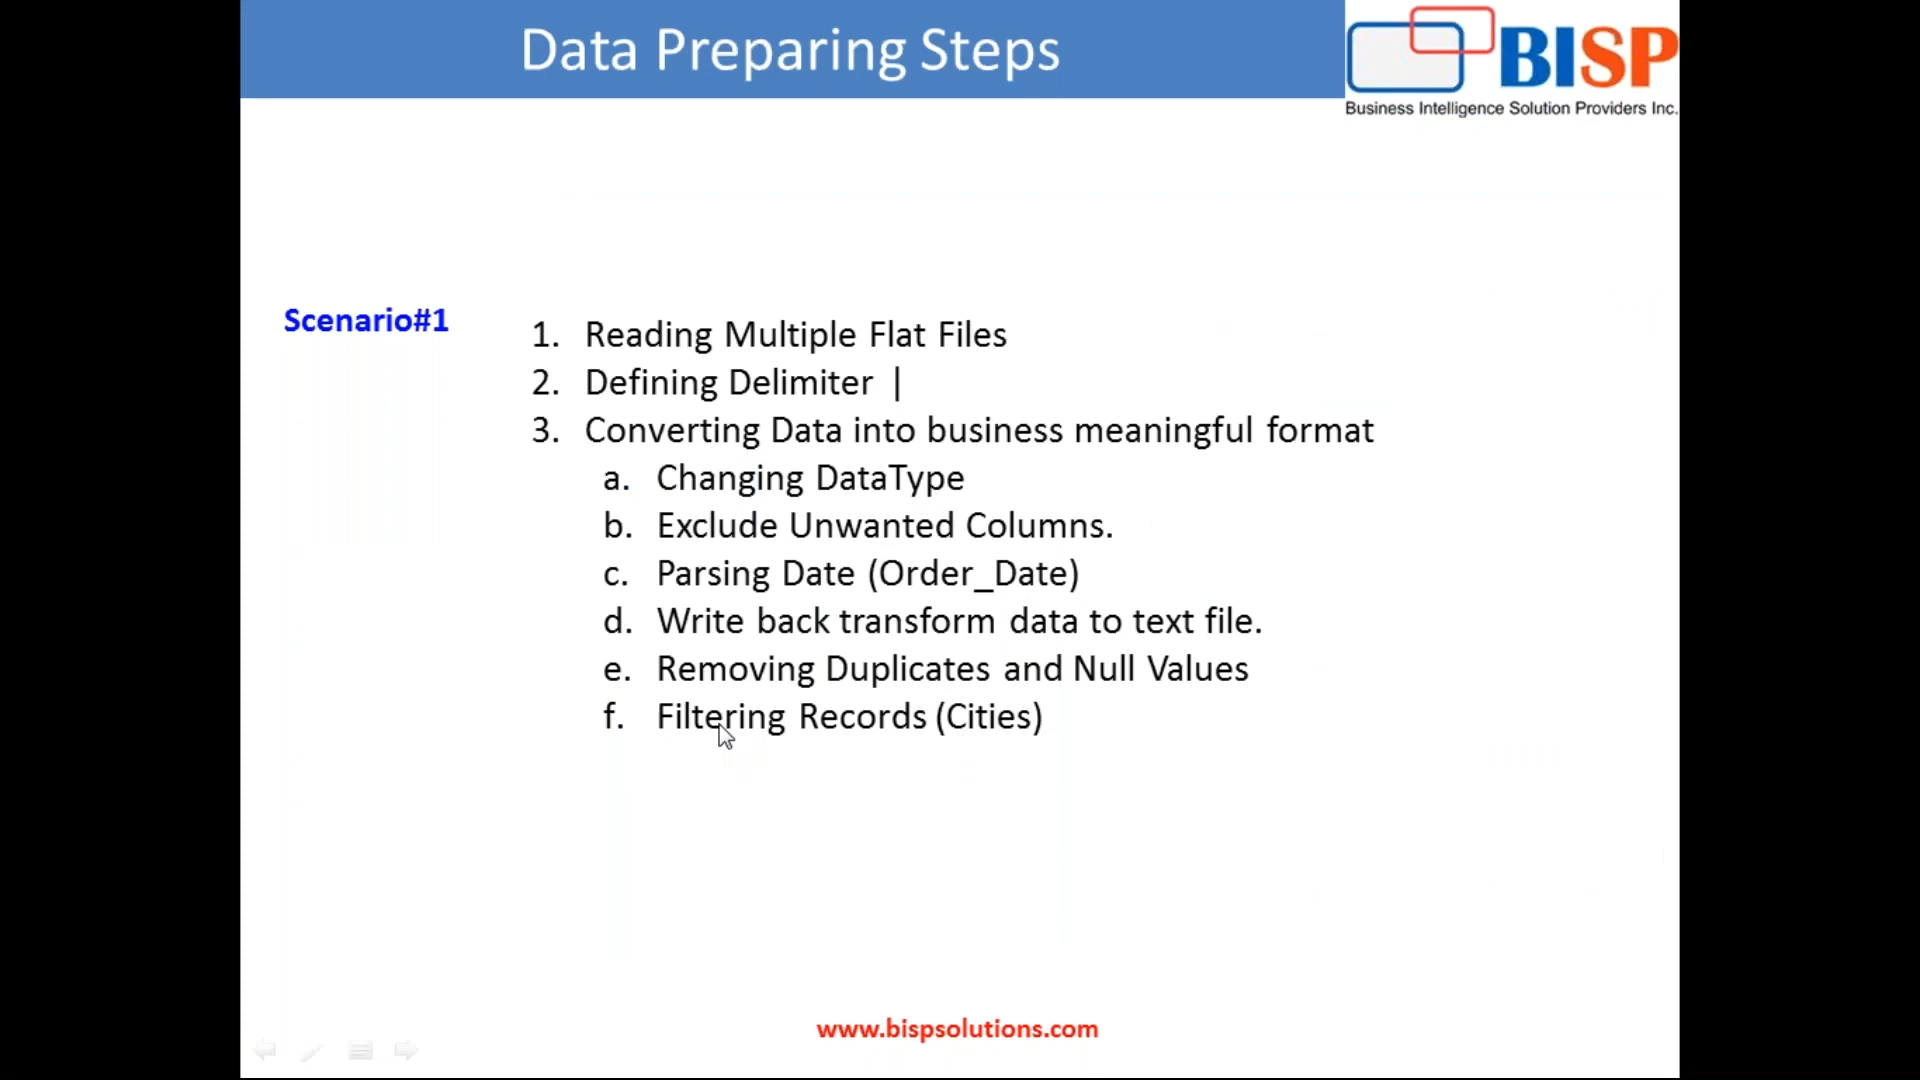 Data Preparing Steps
BISP
Business Intelligence Solution Providers Inc.
Scenario#1
1. Reading Multiple Flat Files
2. Defining Delimiter |
3. Converting Data into business meaningful format
a. Changing DataType
b. Exclude Unwanted Columns.
c. Parsing Date (Order_Date)
d. Write back transform data to text file.
e. Removing Duplicates and Null Values
f. Filtering Records (Cities)
www.bispsolutions.com